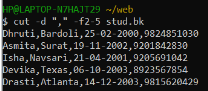 HP@LAPTOP-N7HAJT29 ~/web
$ cut -d "," -f2-5 stud.bk
Dhruti,Bardoli,25-02-2000,9824851030
Asmita,Surat,19-11-2002,9201842830
Isha,Navsari,21-04-2001,9205691042
Devika,Texas,06-10-2003,8923567854
Drasti,Atlanta,14-12-2003,9815620429